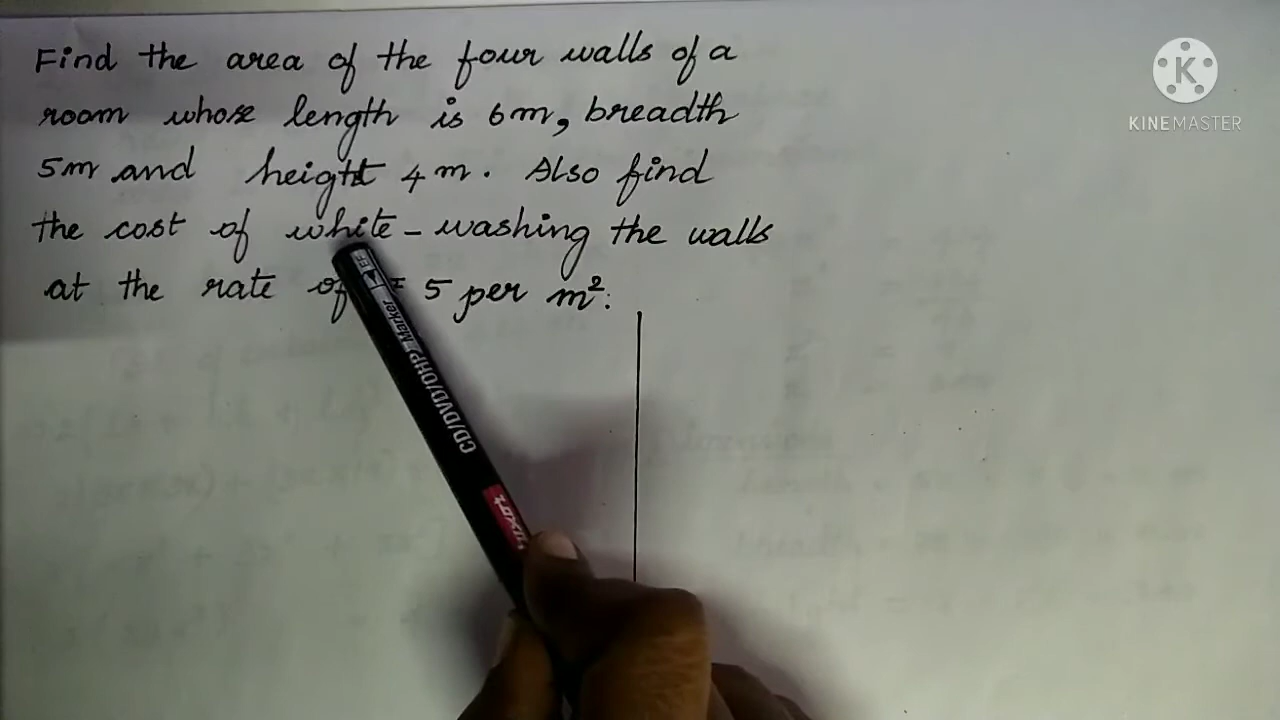 Find the area of the four walls of a
room whose length is 6m, breadth
5m and height 4m. Also find
the cost of white-washing the walls
at the rate of 5 per m²:
K
KINEMASTER
CD/DVD/OHP Marker
Luxor